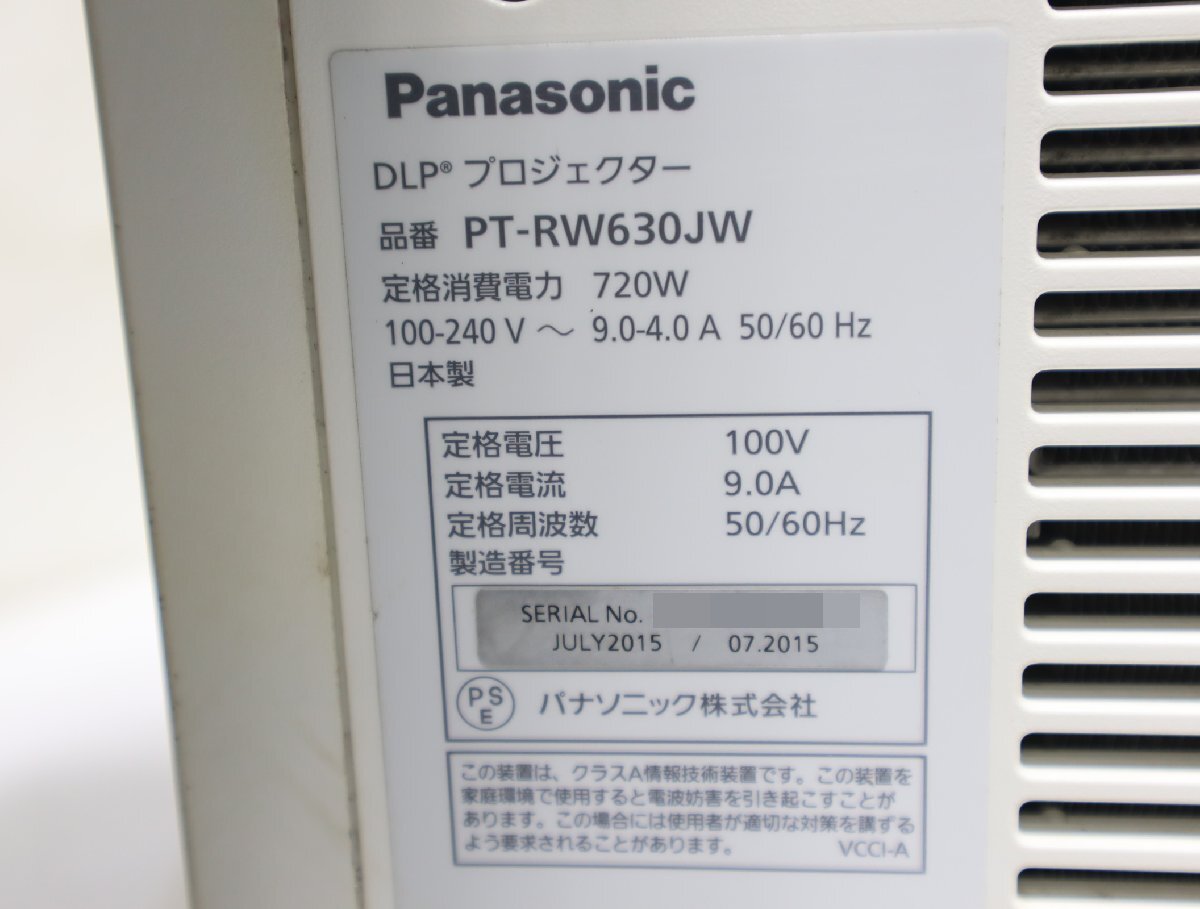 Panasonic
DLP® プロジェクター
品番 PT-RW630JW
定格消費電力 720W
100-240 V ～ 9.0-4.0 A 50/60 Hz
日本製
定格電圧 100V
定格電流 9.0A
定格周波数 50/60Hz
製造番号
SERIAL No.
JULY2015 / 07.2015
PSE パナソニック株式会社
この装置は、クラスA情報技術装置です。この装置を
家庭環境で使用すると電波妨害を引き起こすことが
あります。この場合には使用者が適切な対策を講ずる
よう要求されることがあります。 VCCI-A